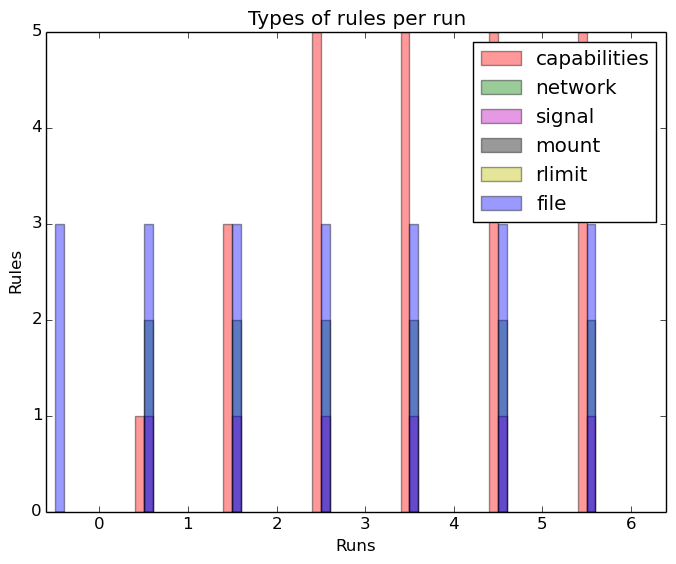 Types of rules per run
5
4
3
2
1
0
Rules
capabilities
network
signal
mount
rlimit
file
0 1 2 3 4 5 6
Runs